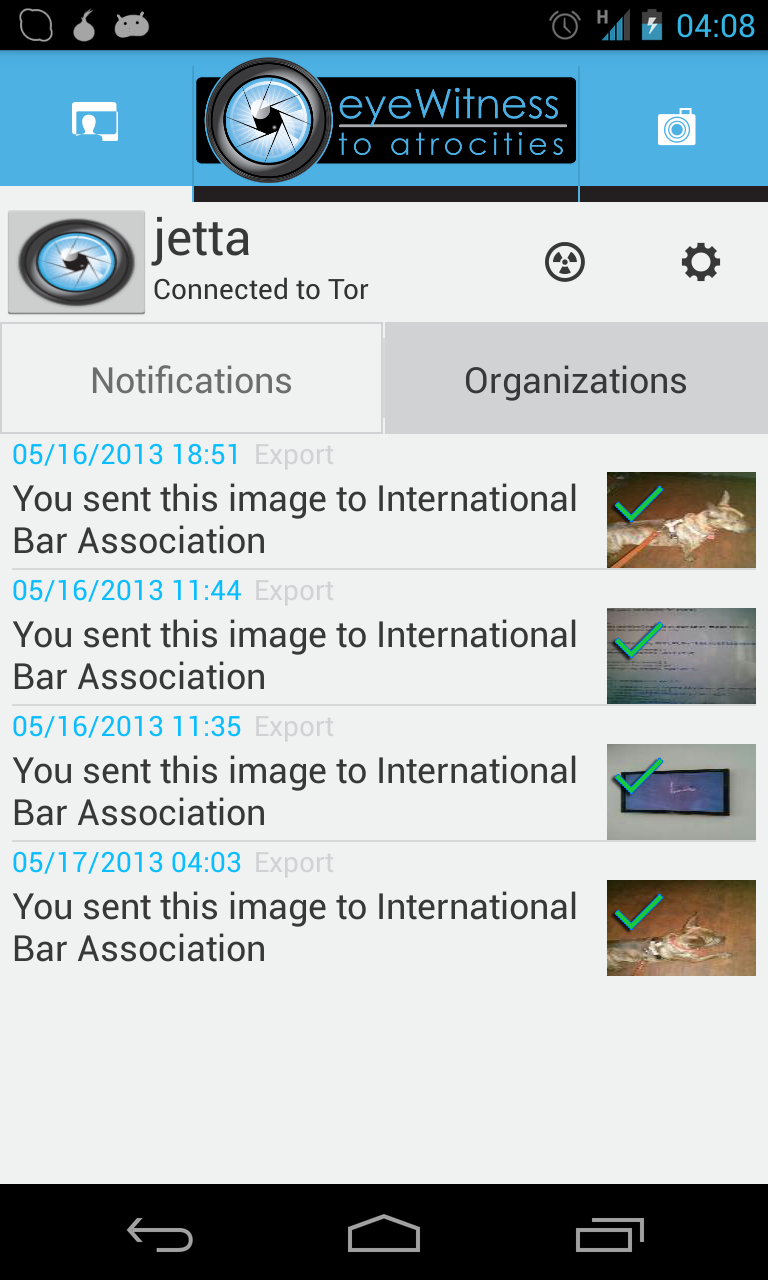 H
04:08
eyeWitness
to atrocities
jetta
Connected to Tor
Notifications
Organizations
05/16/2013 18:51 Export
You sent this image to International
Bar Association
05/16/2013 11:44 Export
You sent this image to International
Bar Association
05/16/2013 11:35 Export
You sent this image to International
Bar Association
05/17/2013 04:03 Export
You sent this image to International
Bar Association